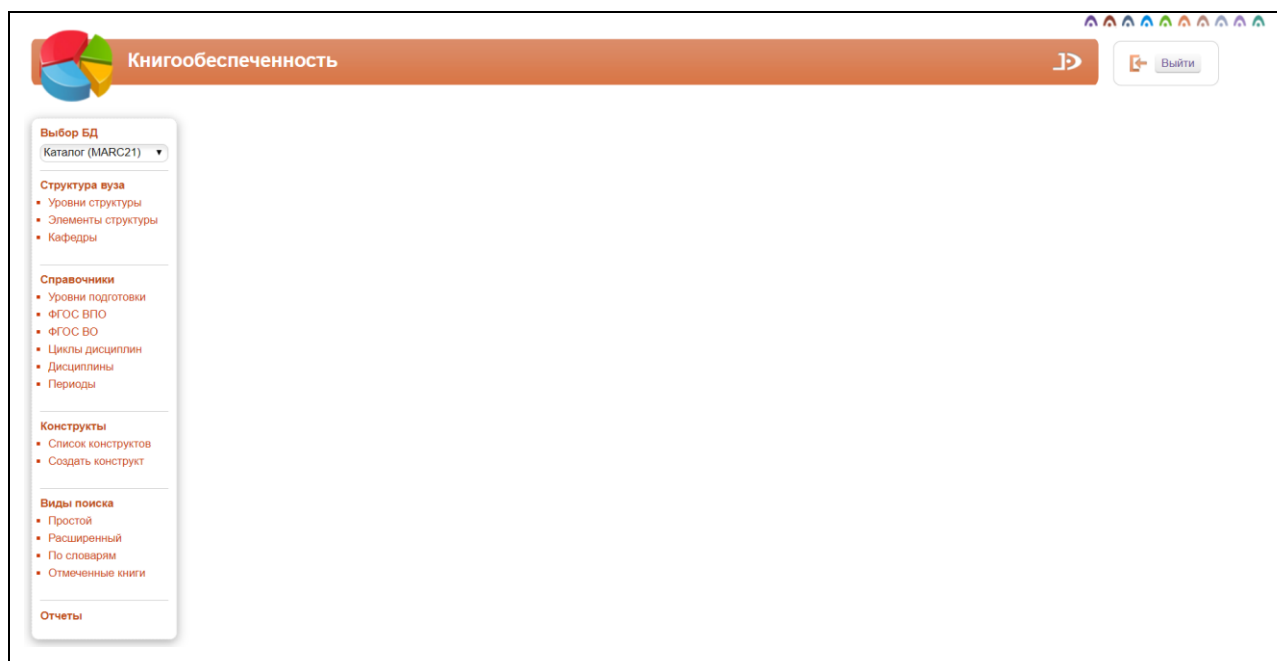 Книгообеспеченность
Выйти
Выбор БД
Каталог (MARC21)
Структура вуза
Уровни структуры
Элементы структуры
Кафедры
Справочники
Уровни подготовки
ФГОС ВПО
ФГОС ВО
Циклы дисциплин
Дисциплины
Периоды
Конструкты
Список конструктов
Создать конструкт
Виды поиска
Простой
Расширенный
По словарям
Отмеченные книги
Отчеты